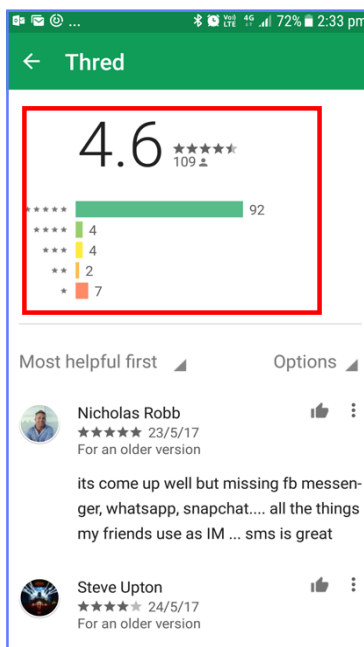 ... Vo)) LTE 4G 72% 2:33 pm
Thred
4.6
109
92
4
4
2
7
Most helpful first Options
Nicholas Robb
23/5/17
For an older version
its come up well but missing fb messen-
ger, whatsapp, snapchat.... all the things
my friends use as IM ... sms is great
Steve Upton
24/5/17
For an older version